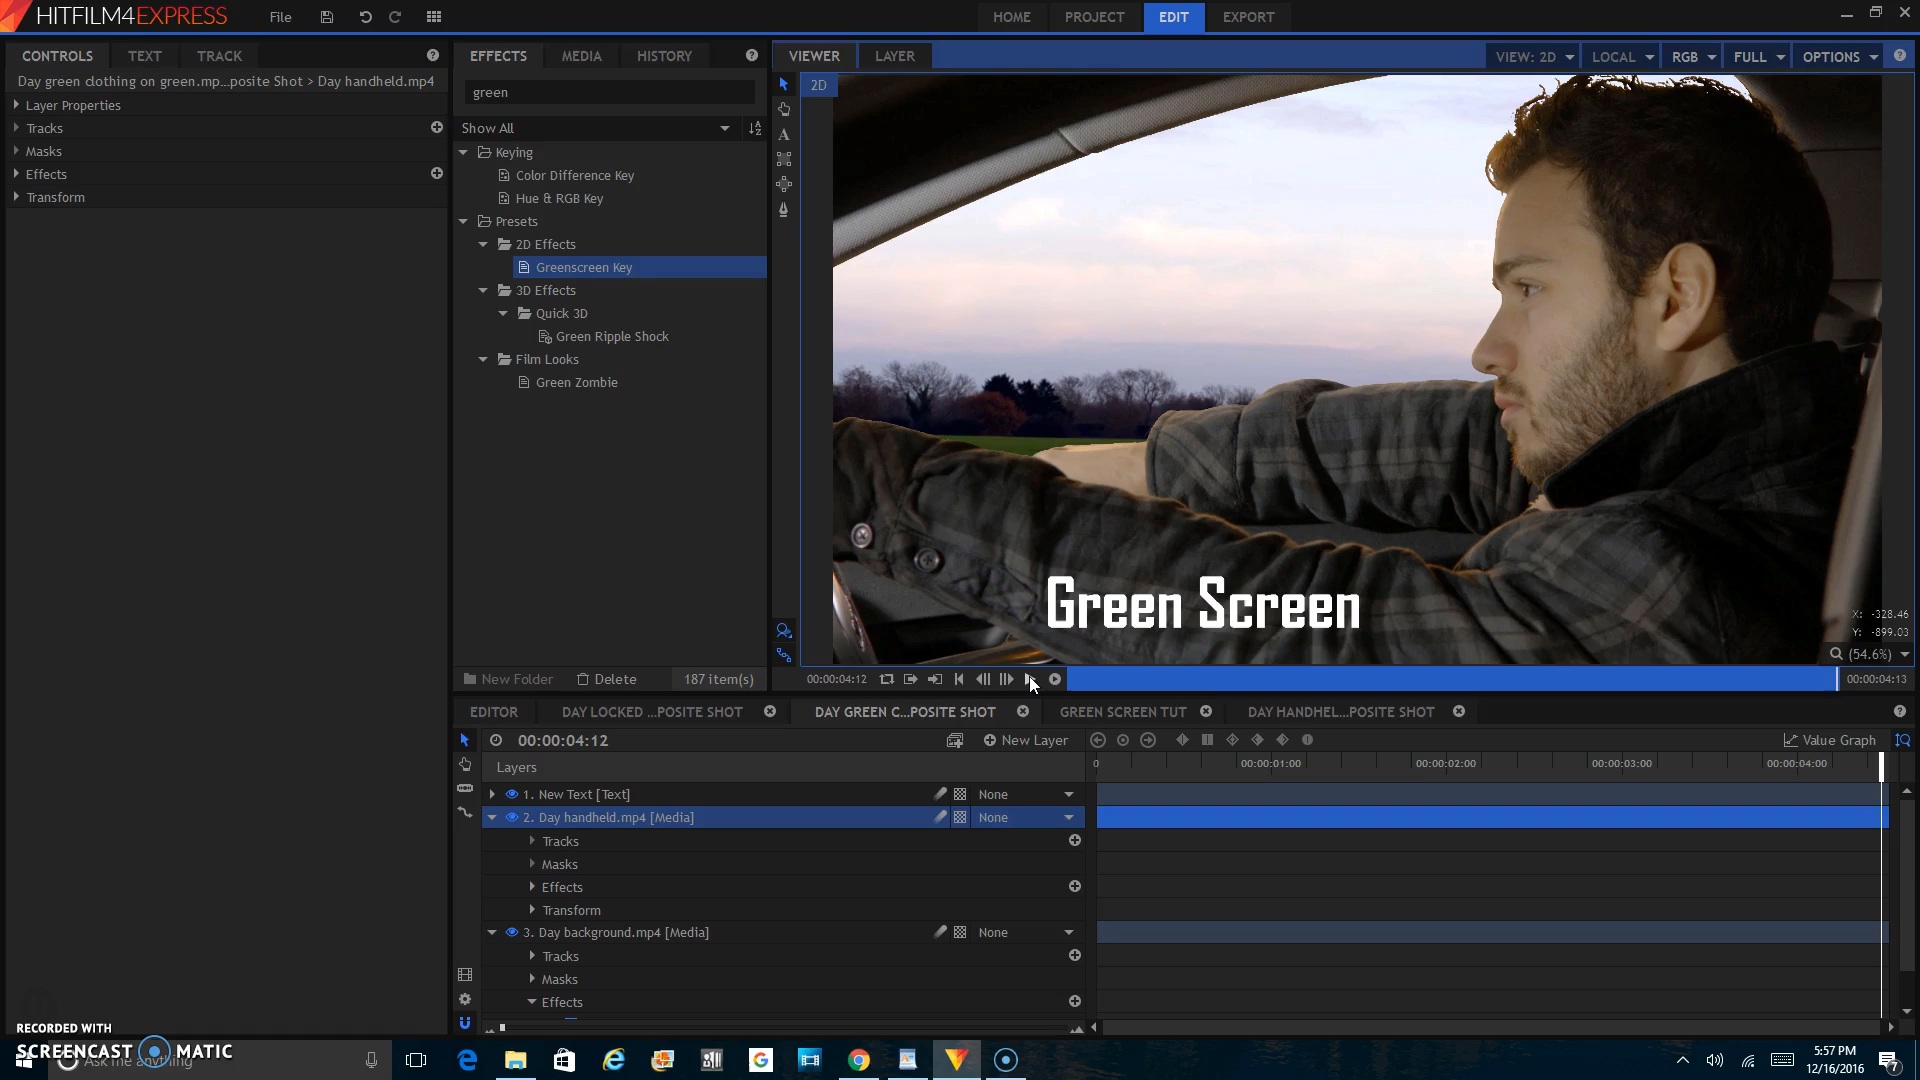 HITFILM4EXPRESS
File
HOME
PROJECT
EDIT
EXPORT
CONTROLS
TEXT
TRACK
EFFECTS
MEDIA
HISTORY
VIEWER
LAYER
VIEW: 2D
LOCAL
RGB
FULL
OPTIONS
Day green clothing on green.mp...posite Shot > Day handheld.mp4
Layer Properties
Tracks
Masks
Effects
Transform
green
Show All
Keying
Color Difference Key
Hue & RGB Key
Presets
2D Effects
Greenscreen Key
3D Effects
Quick 3D
Green Ripple Shock
Film Looks
Green Zombie
New Folder
Delete
187 item(s)
2D
A
Green Screen
X: -328.46
Y: -899.03
(54.6%)
00:00:04:12
00:00:04:13
EDITOR
DAY LOCKED ...POSITE SHOT
DAY GREEN C...POSITE SHOT
GREEN SCREEN TUT
DAY HANDHEL...POSITE SHOT
00:00:04:12
New Layer
Value Graph
Layers
0
00:00:01:00
00:00:02:00
00:00:03:00
00:00:04:00
1. New Text [Text]
None
2. Day handheld.mp4 [Media]
None
Tracks
Masks
Effects
Transform
3. Day background.mp4 [Media]
None
Tracks
Masks
Effects
RECORDED WITH
SCREENCAST MATIC
Ask me anything
5:57 PM
12/16/2016
7